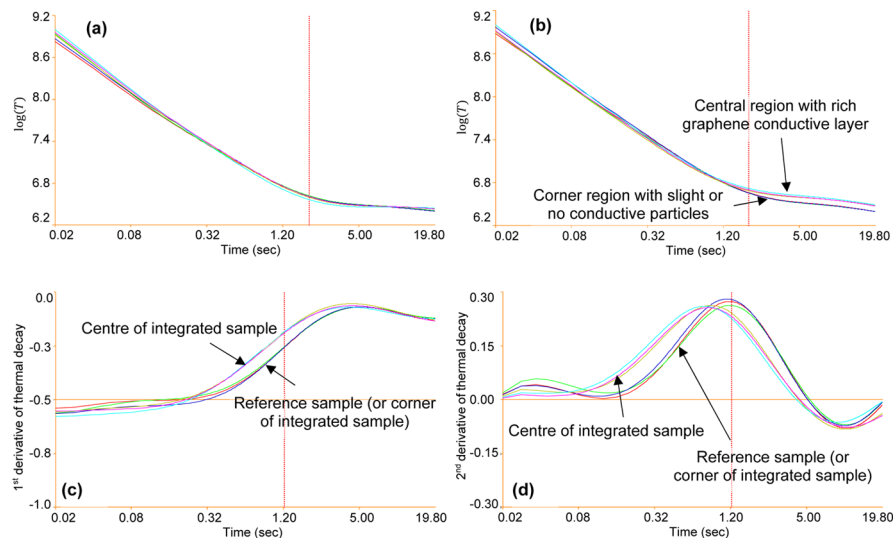 (a)
9.2
8.6
8.0
7.4
6.8
6.2
log(T)
0.02 0.08 0.32 1.20 5.00 19.80
Time (sec)
(b)
9.2
8.6
8.0
7.4
6.8
6.2
log(T)
Central region with rich
graphene conductive layer
Corner region with slight or
no conductive particles
0.02 0.08 0.32 1.20 5.00 19.80
Time (sec)
0.0
-0.3
-0.5
-0.8
-1.0
1st derivative of thermal decay
Centre of integrated sample
Reference sample (or corner
of integrated sample)
(c)
0.02 0.08 0.32 1.20 5.00 19.80
Time (sec)
0.30
0.15
0.00
-0.15
-0.30
2nd derivative of thermal decay
Centre of integrated sample
Reference sample (or
corner of integrated sample)
(d)
0.02 0.08 0.32 1.20 5.00 19.80
Time (sec)